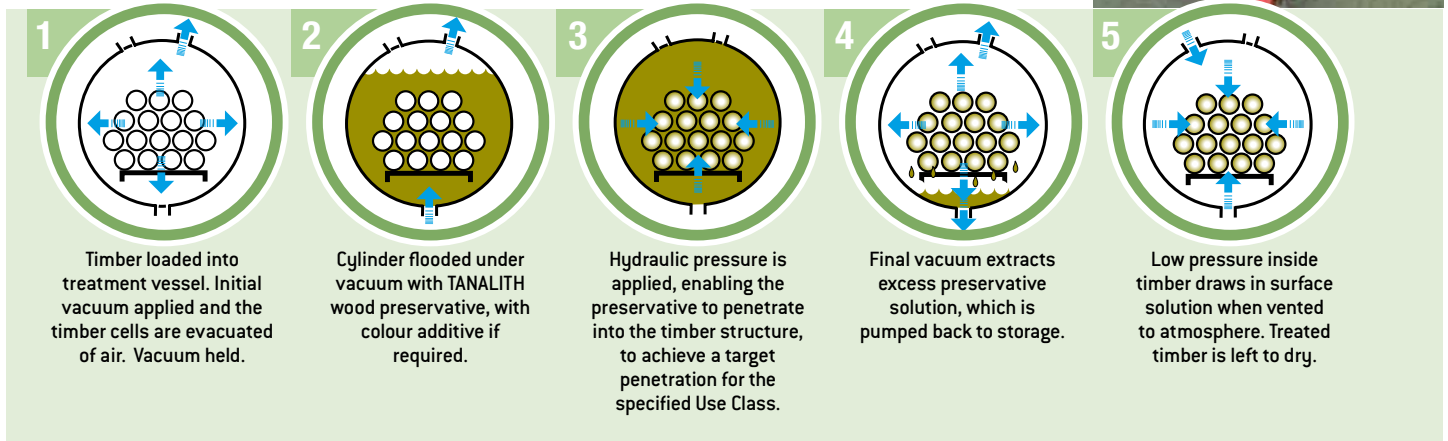 1
Timber loaded into
treatment vessel. Initial
vacuum applied and the
timber cells are evacuated
of air. Vacuum held.
2
Cylinder flooded under
vacuum with TANALITH
wood preservative, with
colour additive if
required.
3
Hydraulic pressure is
applied, enabling the
preservative to penetrate
into the timber structure,
to achieve a target
penetration for the
specified Use Class.
4
Final vacuum extracts
excess preservative
solution, which is
pumped back to storage.
5
Low pressure inside
timber draws in surface
solution when vented
to atmosphere. Treated
timber is left to dry.